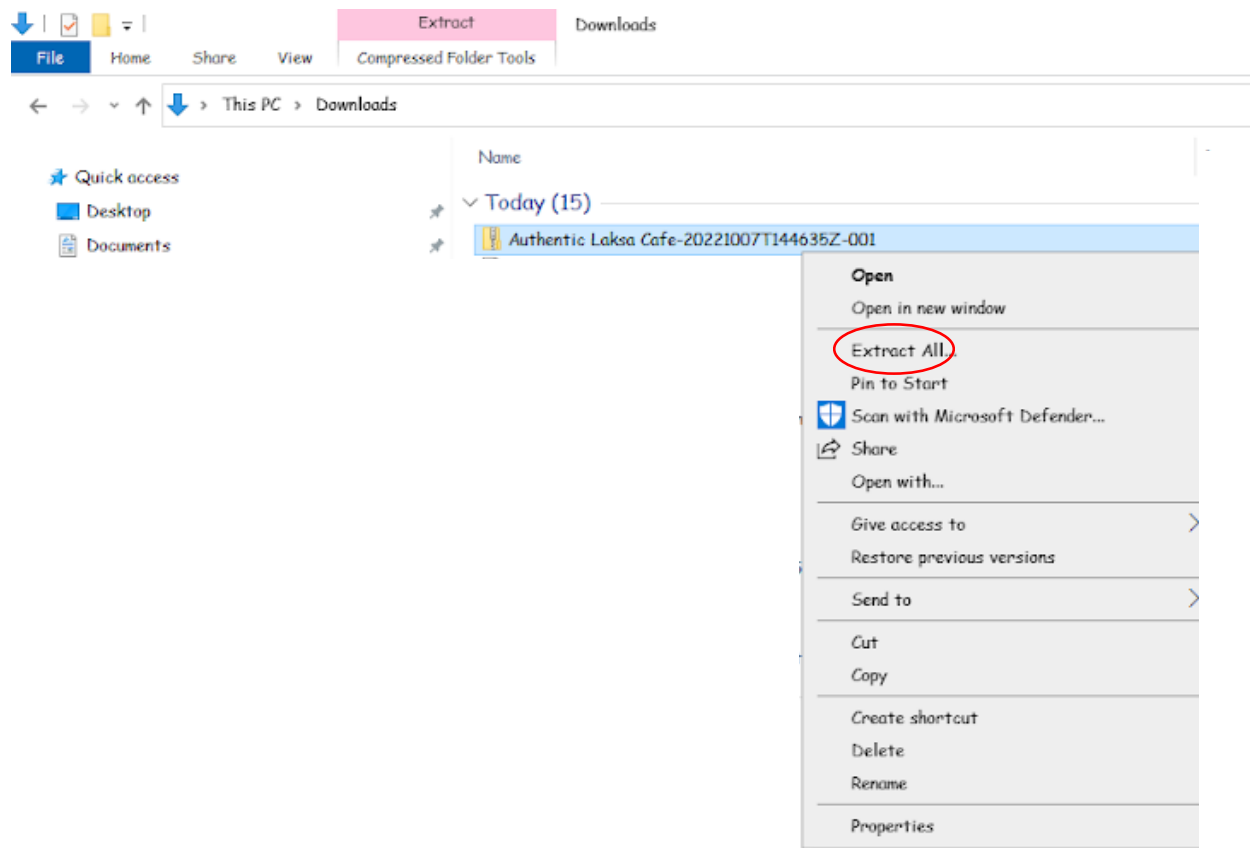 Extract
Downloads
File Home Share View Compressed Folder Tools
This PC > Downloads
Name
Quick access
Today (15)
Desktop
Authentic Laksa Cafe-20221007T144635Z-001
Documents
Open
Open in new window
Extract All...
Pin to Start
Scan with Microsoft Defender...
Share
Open with...
Give access to
Restore previous versions
Send to
Cut
Copy
Create shortcut
Delete
Rename
Properties